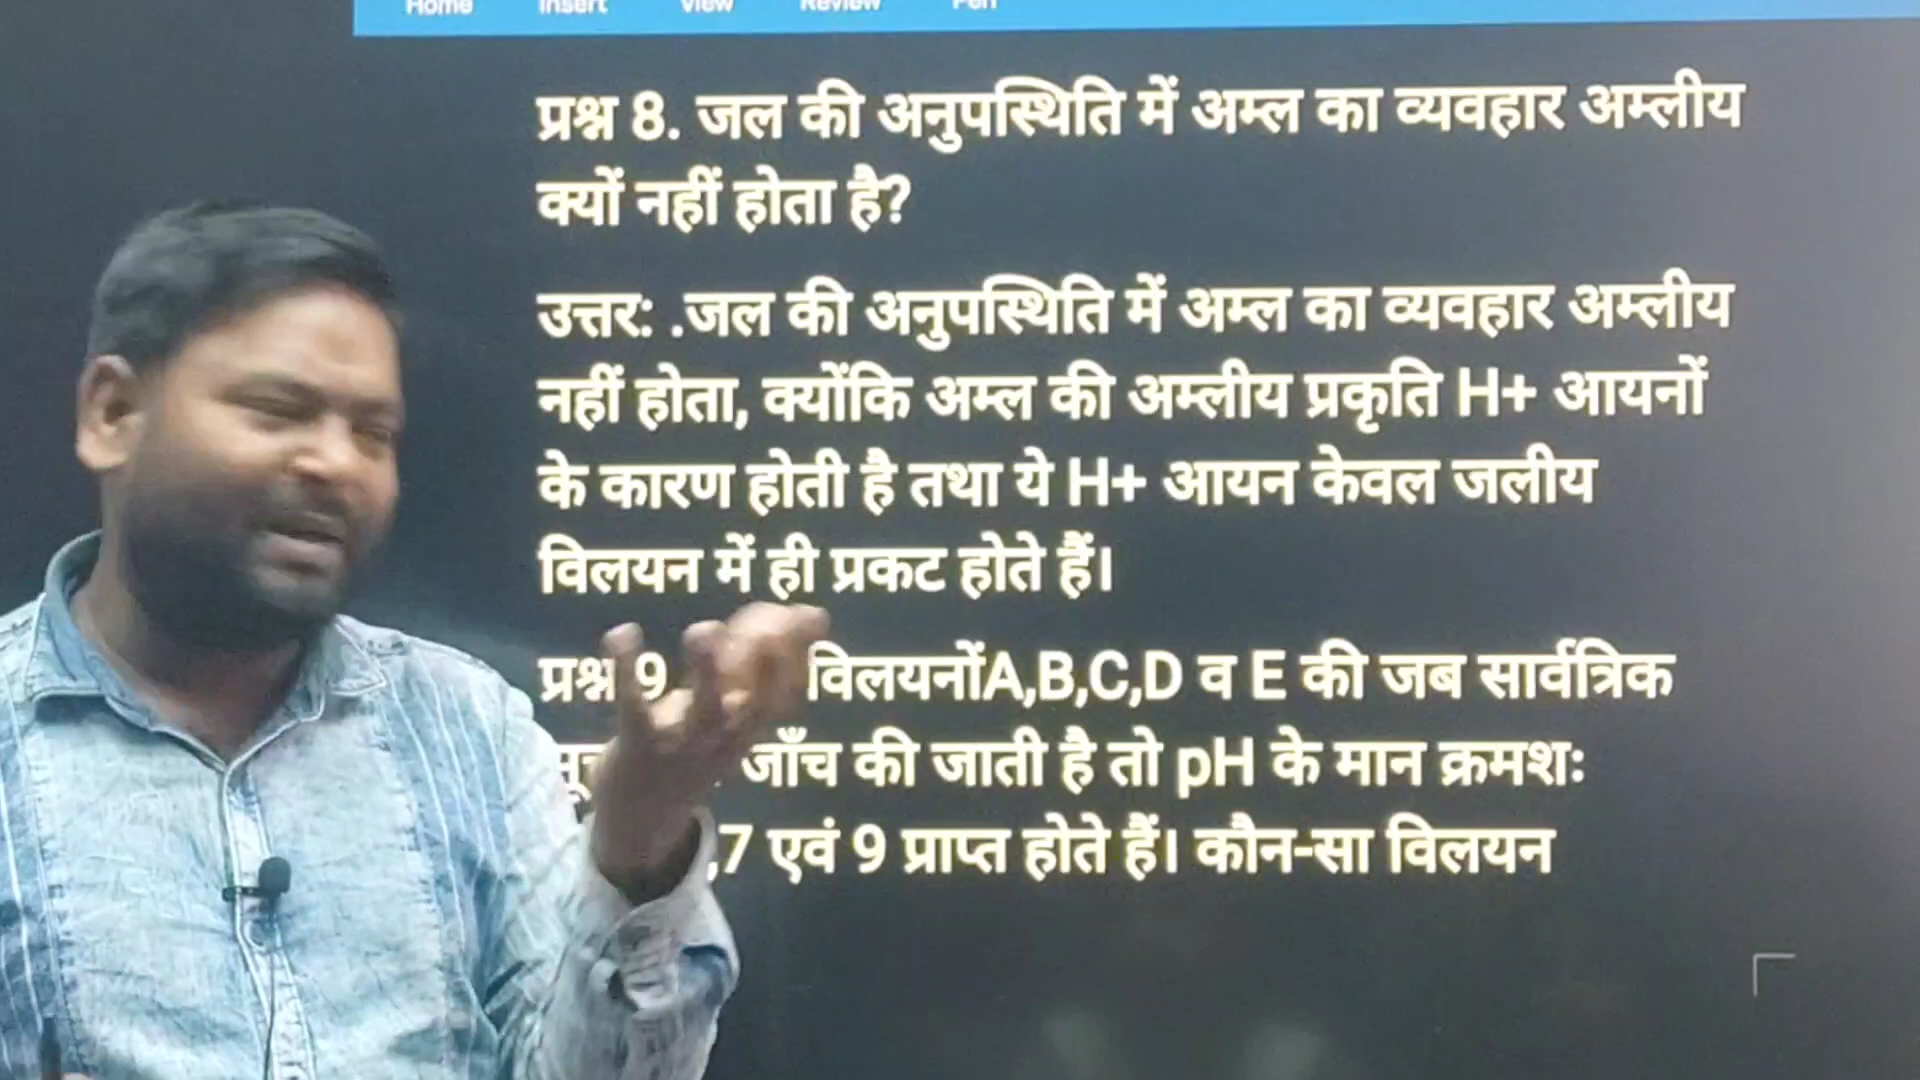 Home Insert View Review Pen
प्रश्न 8. जल की अनुपस्थिति में अम्ल का व्यवहार अम्लीय
क्यों नहीं होता है?
उत्तर: .जल की अनुपस्थिति में अम्ल का व्यवहार अम्लीय
नहीं होता, क्योंकि अम्ल की अम्लीय प्रकृति H+ आयनों
के कारण होती है तथा ये H+ आयन केवल जलीय
विलयन में ही प्रकट होते हैं।
प्रश्न 9 विलयनोंA,B,C,D व E की जब सार्वत्रिक
जाँच की जाती है तो pH के मान क्रमशः
,7 एवं 9 प्राप्त होते हैं। कौन-सा विलयन